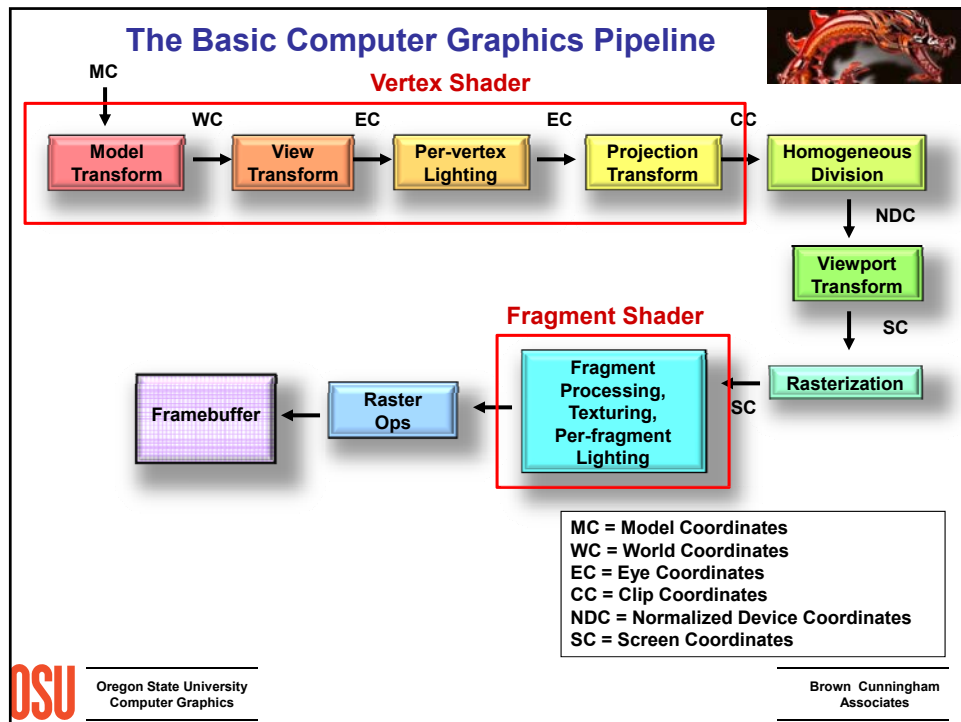 The Basic Computer Graphics Pipeline
MC
Vertex Shader
WC
EC
EC
CC
Model
Transform
View
Transform
Per-vertex
Lighting
Projection
Transform
Homogeneous
Division
NDC
Viewport
Transform
SC
Fragment Shader
Rasterization
SC
Fragment
Processing,
Texturing,
Per-fragment
Lighting
Raster
Ops
Framebuffer
MC = Model Coordinates
WC = World Coordinates
EC = Eye Coordinates
CC = Clip Coordinates
NDC = Normalized Device Coordinates
SC = Screen Coordinates
OSU
Oregon State University
Computer Graphics
Brown Cunningham
Associates